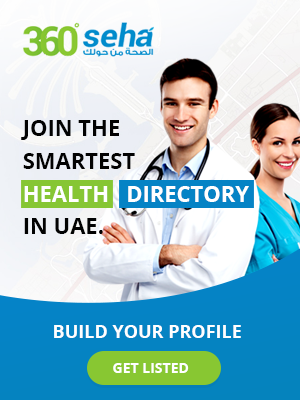 360° seha
الصحة من حولك
JOIN THE
SMARTEST
HEALTH DIRECTORY
IN UAE.
BUILD YOUR PROFILE
GET LISTED